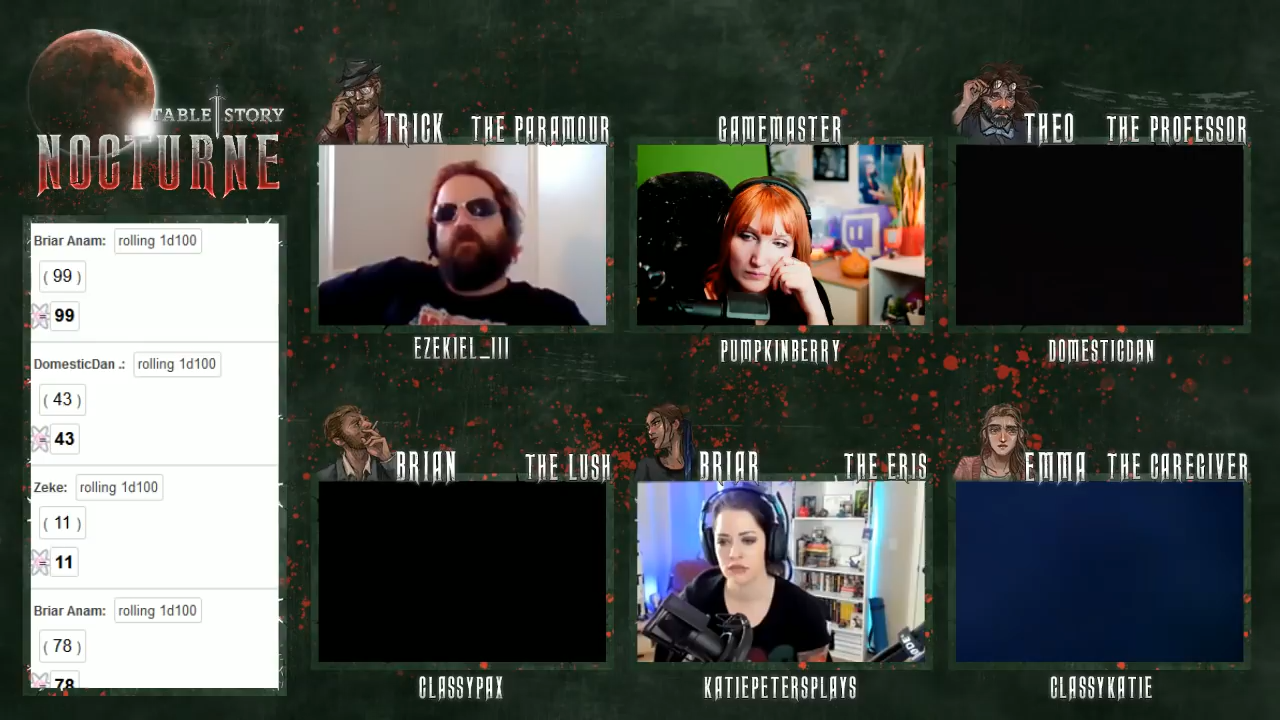 TABLE STORY
NOCTURNE
Briar Anam: rolling 1d100
( 99 )
= 99
DomesticDan .: rolling 1d100
( 43 )
= 43
Zeke: rolling 1d100
( 11 )
= 11
Briar Anam: rolling 1d100
( 78 )
= 78
TRICK THE PARAMOUR
EZEKIEL_III
GAMEMASTER
PUMPKINBERRY
THEO THE PROFESSOR
DOMESTICDAN
BRIAN THE LUSH
CLASSYPAX
BRIAR THE ERIS
KATIEPETERSPLAYS
EMMA THE CAREGIVER
CLASSYKATIE